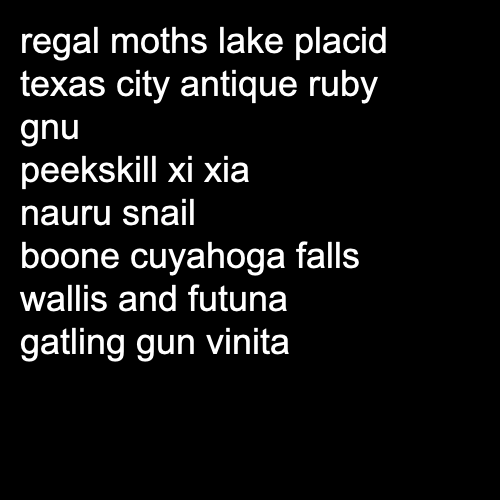 regal moths lake placid
texas city antique ruby
gnu
peekskill xi xia
nauru snail
boone cuyahoga falls
wallis and futuna
gatling gun vinita